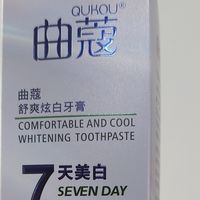 QUKOU®
曲蔻
曲蔻
舒爽炫白牙膏
COMFORTABLE AND COOL
WHITENING TOOTHPASTE
7天美白
SEVEN DAY